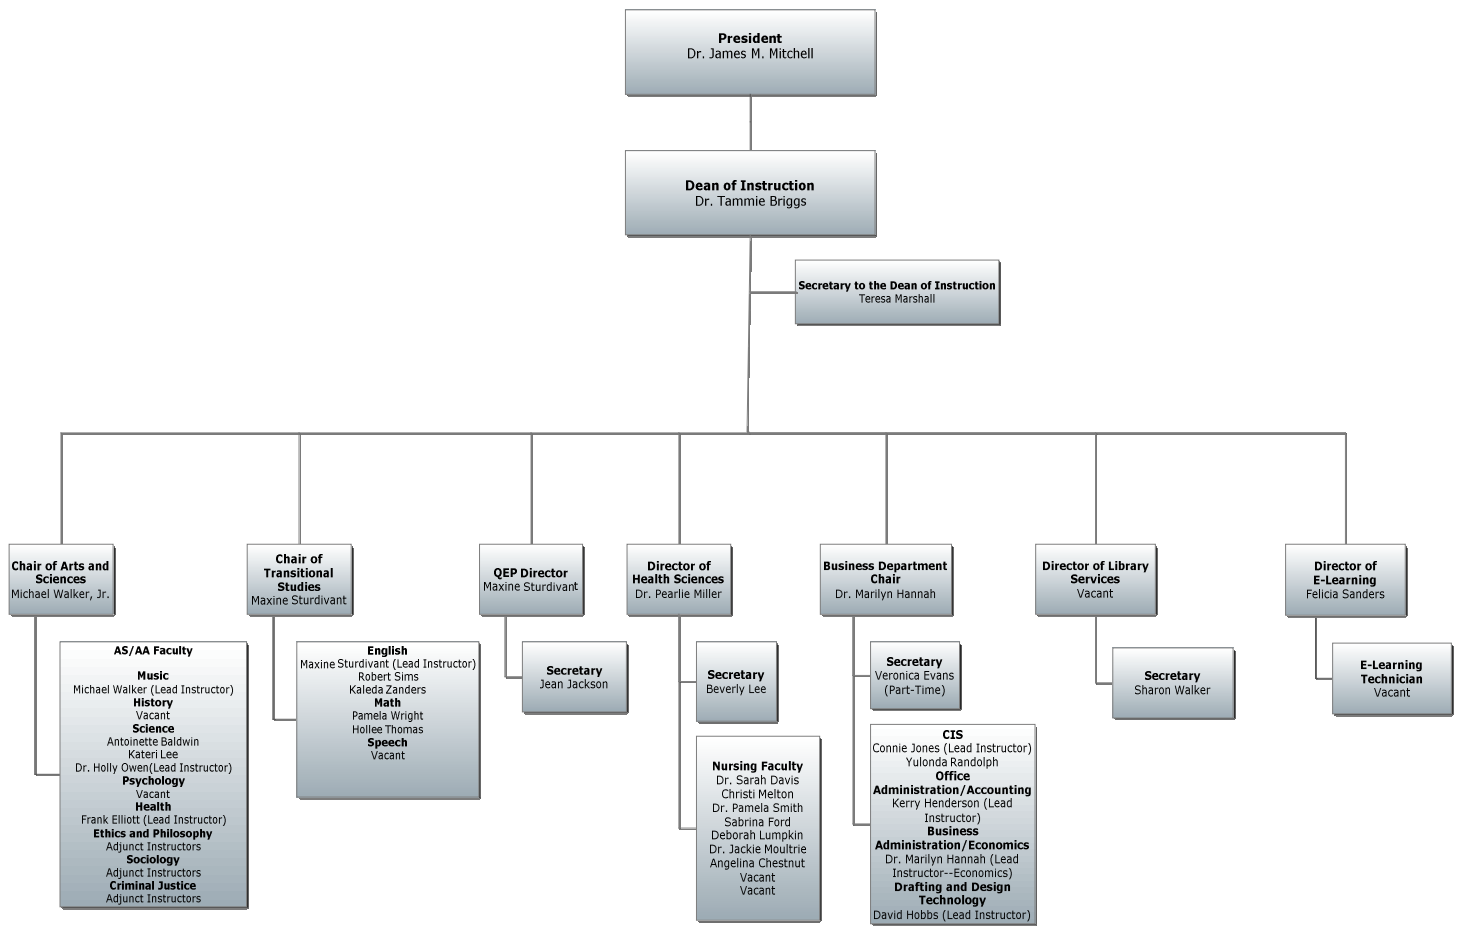 President
Dr. James M. Mitchell
Dean of Instruction
Dr. Tammie Briggs
Secretary to the Dean of Instruction
Teresa Marshall
Chair of Arts and
Sciences
Michael Walker, Jr.
AS/AA Faculty
Music
Michael Walker (Lead Instructor)
History
Vacant
Science
Antoinette Baldwin
Kateri Lee
Dr. Holly Owen(Lead Instructor)
Psychology
Vacant
Health
Frank Elliott (Lead Instructor)
Ethics and Philosophy
Adjunct Instructors
Sociology
Adjunct Instructors
Criminal Justice
Adjunct Instructors
Chair of
Transitional
Studies
Maxine Sturdivant
English
Maxine Sturdivant (Lead Instructor)
Robert Sims
Kaleda Zanders
Math
Pamela Wright
Hollee Thomas
Speech
Vacant
QEP Director
Maxine Sturdivant
Secretary
Jean Jackson
Director of
Health Sciences
Dr. Pearlie Miller
Secretary
Beverly Lee
Nursing Faculty
Dr. Sarah Davis
Christi Melton
Dr. Pamela Smith
Sabrina Ford
Deborah Lumpkin
Dr. Jackie Moultrie
Angelina Chestnut
Vacant
Vacant
Business Department
Chair
Dr. Marilyn Hannah
Secretary
Veronica Evans
(Part-Time)
CIS
Connie Jones (Lead Instructor)
Yulonda Randolph
Office
Administration/Accounting
Kerry Henderson (Lead
Instructor)
Business
Administration/Economics
Dr. Marilyn Hannah (Lead
Instructor--Economics)
Drafting and Design
Technology
David Hobbs (Lead Instructor)
Director of Library
Services
Vacant
Secretary
Sharon Walker
Director of
E-Learning
Felicia Sanders
E-Learning
Technician
Vacant